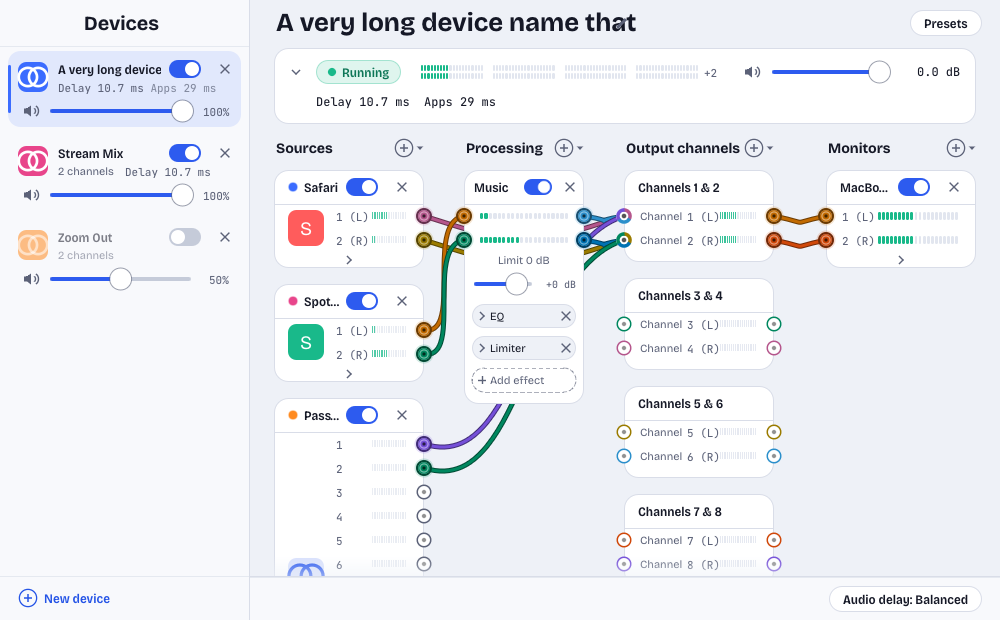 Devices
A very long device
Delay 10.7 ms Apps 29 ms
100%
Stream Mix
2 channels Delay 10.7 ms
100%
Zoom Out
2 channels
50%
New device
A very long device name that
Presets
Running
+2
0.0 dB
Delay 10.7 ms Apps 29 ms
Sources
Processing
Output channels
Monitors
Safari
S
1 (L)
2 (R)
Spot...
S
1 (L)
2 (R)
Pass...
1
2
3
4
5
6
Music
Limit 0 dB
+0 dB
EQ
Limiter
Add effect
Channels 1 & 2
Channel 1 (L)
Channel 2 (R)
Channels 3 & 4
Channel 3 (L)
Channel 4 (R)
Channels 5 & 6
Channel 5 (L)
Channel 6 (R)
Channels 7 & 8
Channel 7 (L)
Channel 8 (R)
MacBo...
1 (L)
2 (R)
Audio delay: Balanced